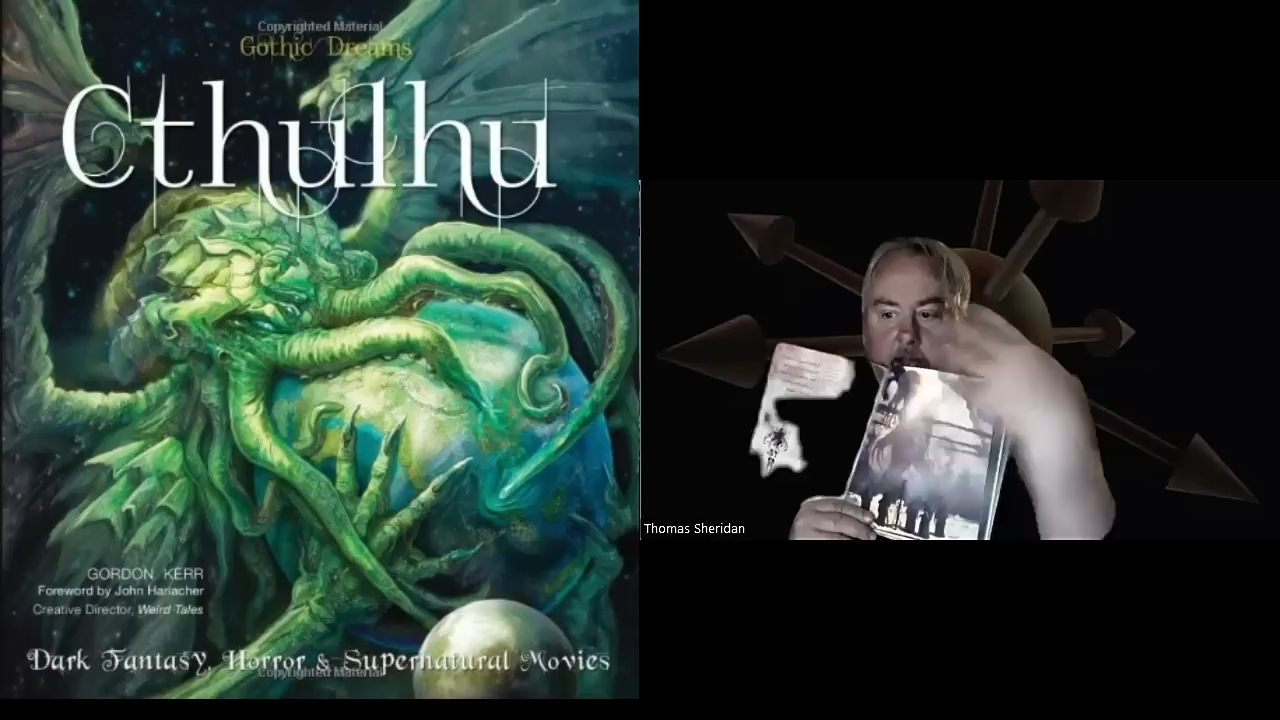 Copyrighted Material
Gothic Dreams
Cthulhu
GORDON KERR
Foreword by John Harlacher
Creative Director, Weird Tales
Dark Fantasy, Horror & Supernatural Movies
Copyrighted Material
Thomas Sheridan